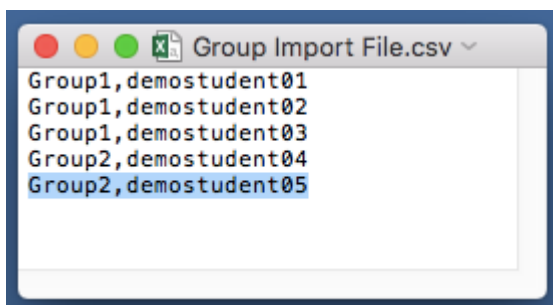 Group Import File.csv
Group1,demostudent01
Group1,demostudent02
Group1,demostudent03
Group2,demostudent04
Group2,demostudent05